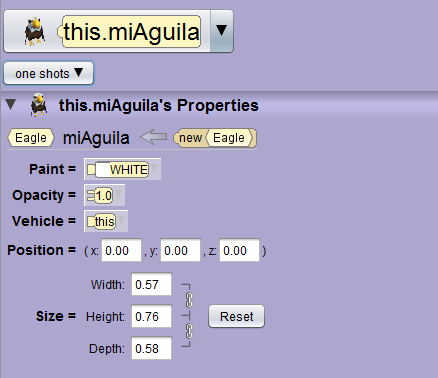 this.miAguila
one shots
this.miAguila's Properties
Eagle miAguila new Eagle
Paint = WHITE
Opacity = 1.0
Vehicle = this
Position = ( x: 0.00 , y: 0.00 , z: 0.00 )
Width: 0.57
Size = Height: 0.76 Reset
Depth: 0.58